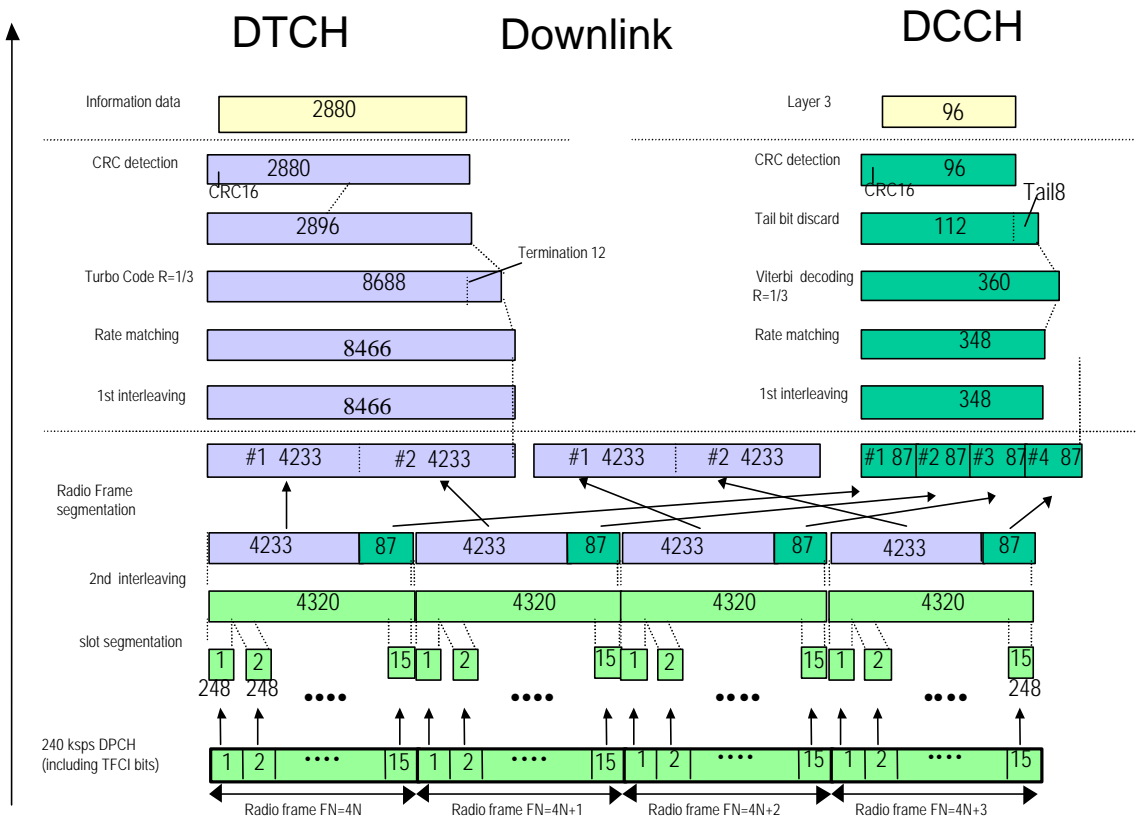 DTCH Downlink DCCH
Information data 2880 Layer 3 96
CRC detection 2880 CRC detection 96
CRC16 CRC16
2896 Tail bit discard 112 Tail8
Termination 12
Turbo Code R=1/3 8688 Viterbi decoding R=1/3 360
Rate matching 8466 Rate matching 348
1st interleaving 8466 1st interleaving 348
#1 4233 #2 4233 #1 4233 #2 4233 #1 87 #2 87 #3 87 #4 87
Radio Frame
segmentation
4233 87 4233 87 4233 87 4233 87
2nd interleaving
4320 4320 4320 4320
slot segmentation
1 2 15 1 2 15 1 2 15 1 2 15
248 248 •••• •••• •••• •••• 248
240 ksps DPCH
(including TFCI bits)
1 2 •••• 15 1 2 •••• 15 1 2 •••• 15 1 2 •••• 15
Radio frame FN=4N Radio frame FN=4N+1 Radio frame FN=4N+2 Radio frame FN=4N+3